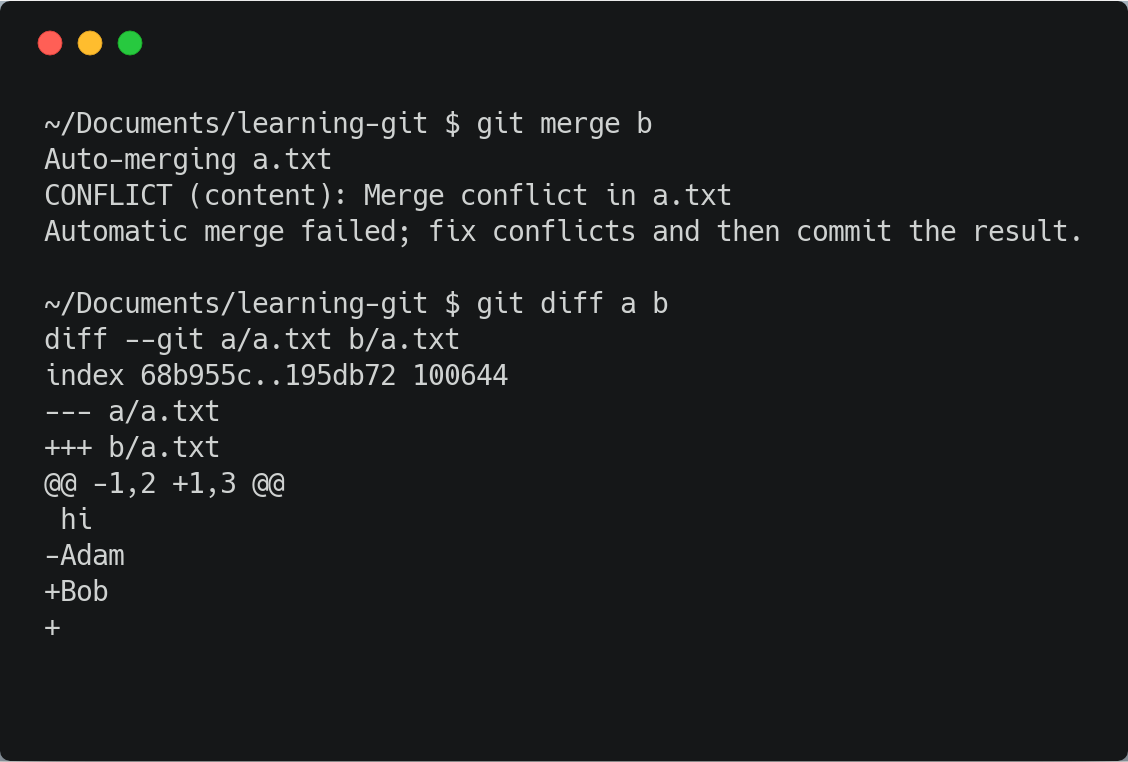 ~/Documents/learning-git $ git merge b
Auto-merging a.txt
CONFLICT (content): Merge conflict in a.txt
Automatic merge failed; fix conflicts and then commit the result.

~/Documents/learning-git $ git diff a b
diff --git a/a.txt b/a.txt
index 68b955c..195db72 100644
--- a/a.txt
+++ b/a.txt
@@ -1,2 +1,3 @@
 hi
-Adam
+Bob
+